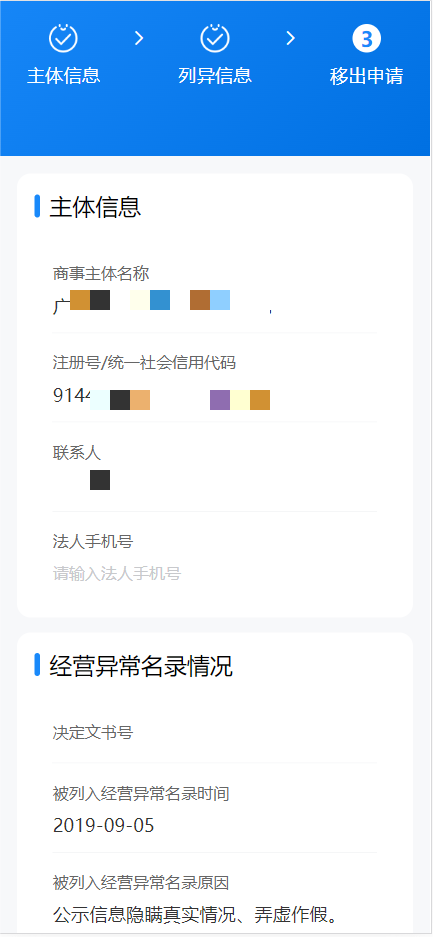 主体信息
列异信息
3
移出申请
主体信息
商事主体名称
广
注册号/统一社会信用代码
914
联系人
法人手机号
请输入法人手机号
经营异常名录情况
决定文书号
被列入经营异常名录时间
2019-09-05
被列入经营异常名录原因
公示信息隐瞒真实情况、弄虚作假。